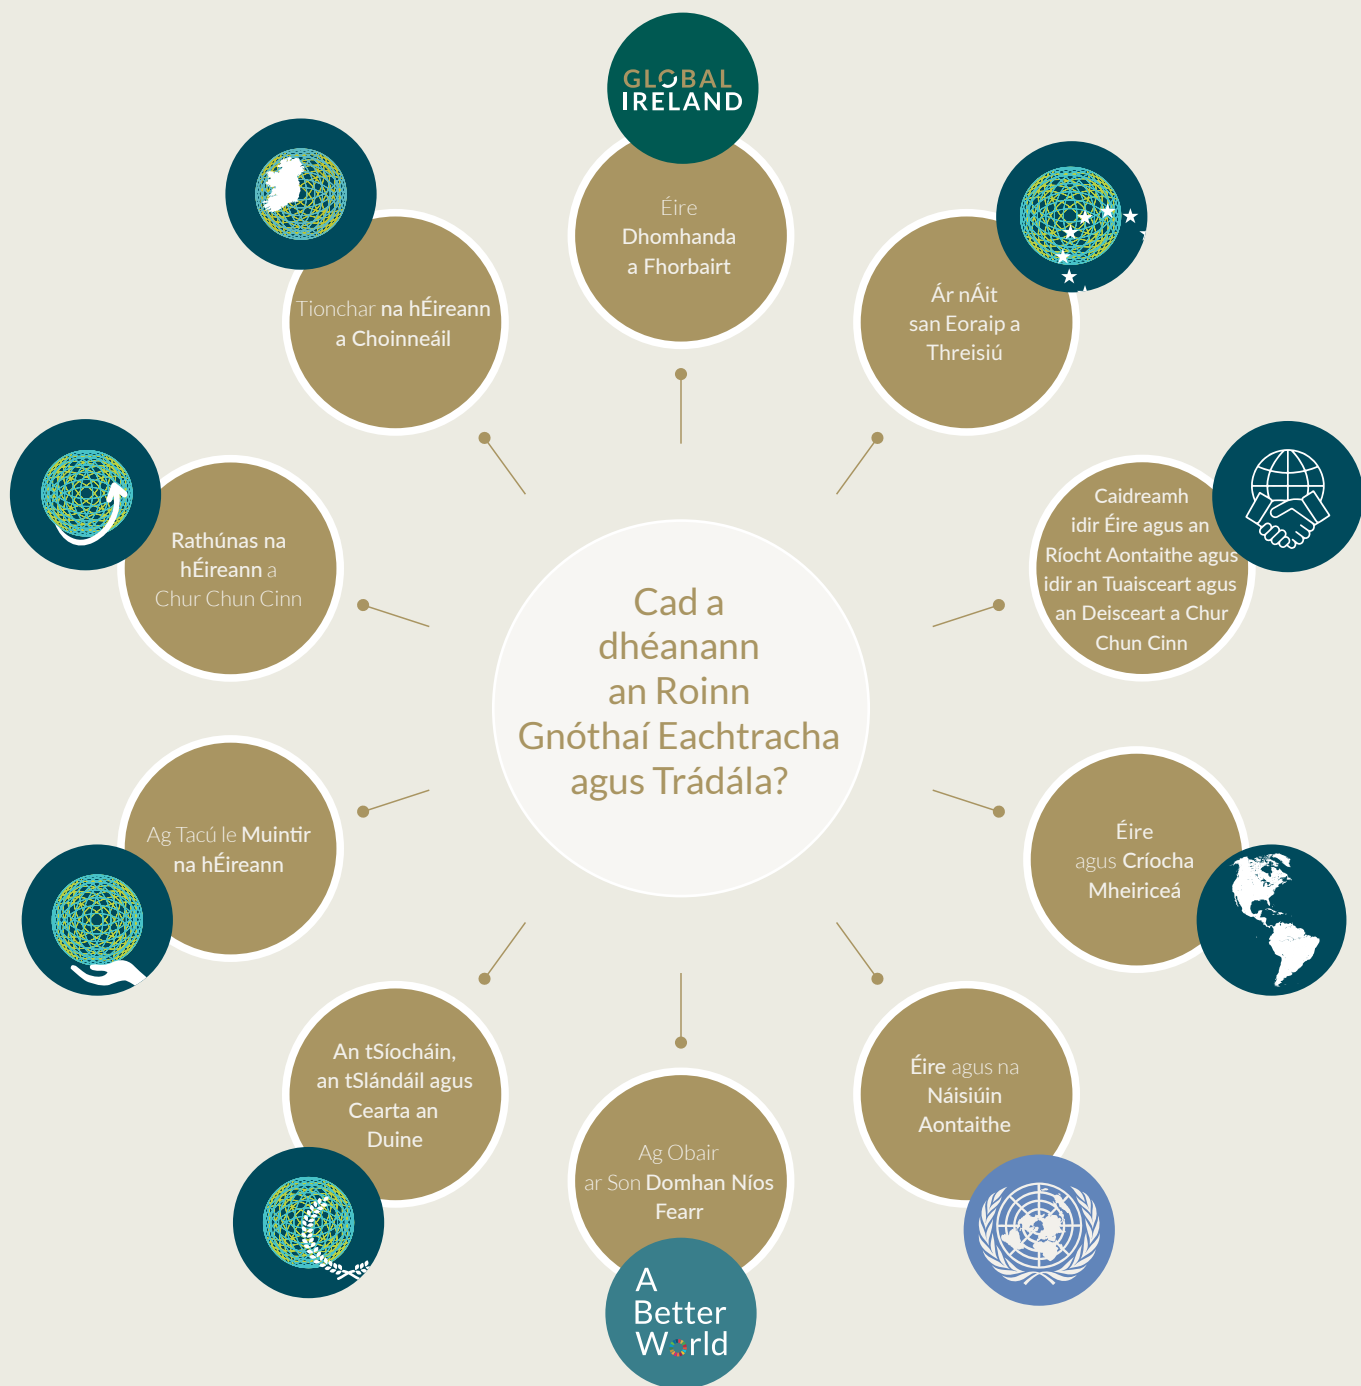 GLOBAL
IRELAND
Éire
Dhomhanda
a Fhorbairt
Ár nÁit
san Eoraip a
Threisiú
Caidreamh
idir Éire agus an
Ríocht Aontaithe agus
idir an Tuaisceart agus
an Deisceart a Chur
Chun Cinn
Éire
agus Críocha
Mheiriceá
Éire agus na
Náisiúin
Aontaithe
Ag Obair
ar Son Domhan Níos
Fearr
A
Better
World
An tSíocháin,
an tSlándáil agus
Cearta an
Duine
Ag Tacú le Muintir
na hÉireann
Rathúnas na
hÉireann a
Chur Chun Cinn
Tionchar na hÉireann
a Choinneáil
Cad a
dhéanann
an Roinn
Gnóthaí Eachtracha
agus Trádála?